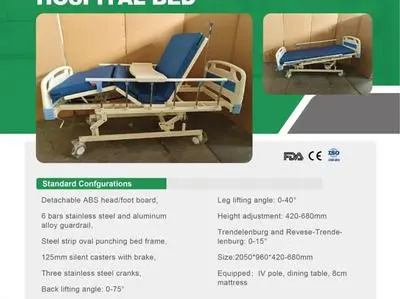 HOSPITAL BED
FDA CE ISO
Standard Confgurations
Detachable ABS head/foot board,
6 bars stainless steel and aluminum
alloy guardrail,
Steel strip oval punching bed frame,
125mm silent casters with brake,
Three stainless steel cranks,
Back lifting angle: 0-75°
Leg lifting angle: 0-40°
Height adjustment: 420-680mm
Trendelenburg and Revese-Trende-
lenburg: 0-15°
Size:2050*960*420-680mm
Equipped；IV pole, dining table, 8cm
mattress